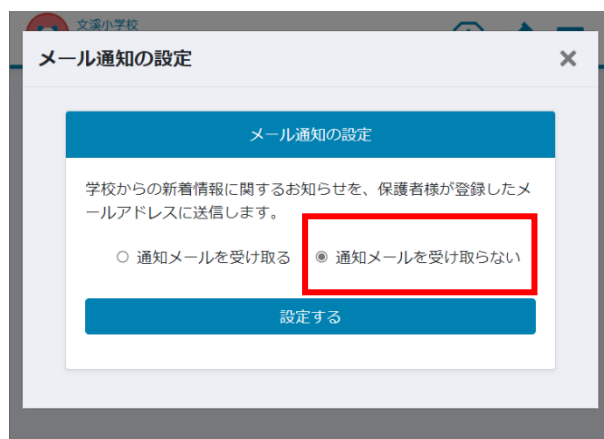 文溪小学校
メール通知の設定
メール通知の設定
学校からの新着情報に関するお知らせを、保護者様が登録したメ
ールアドレスに送信します。
通知メールを受け取る
通知メールを受け取らない
設定する